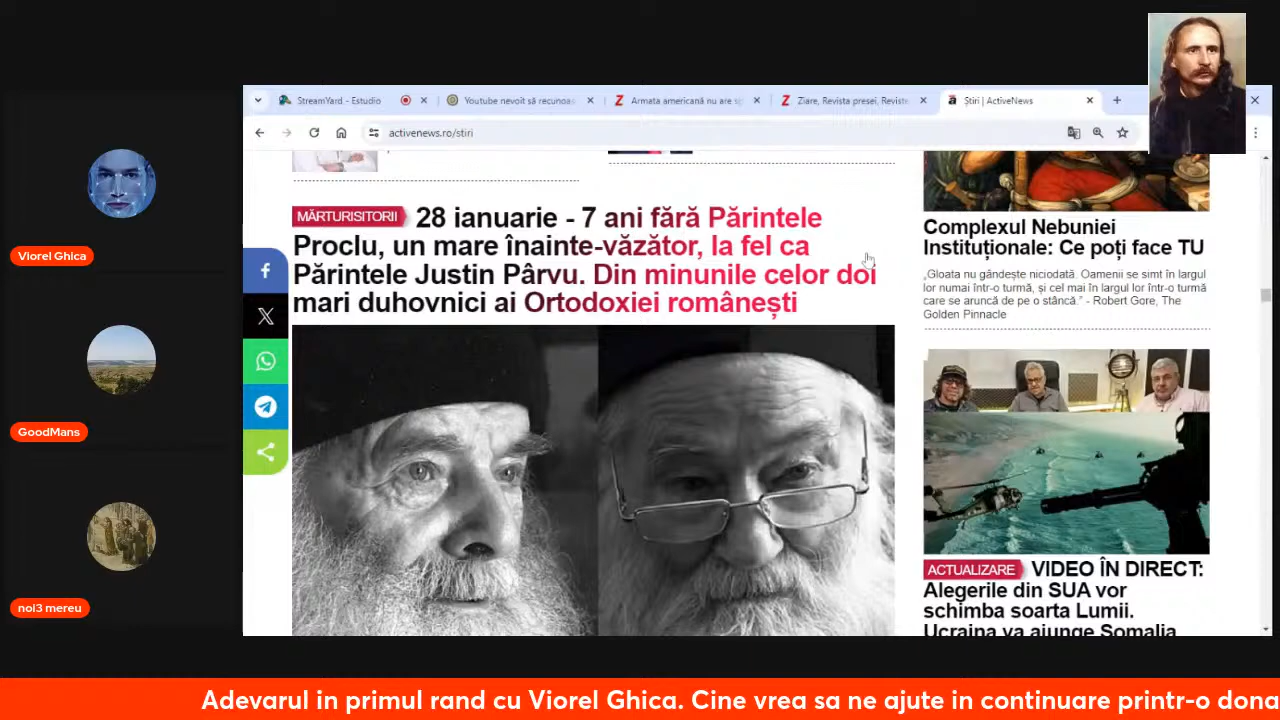 StreamYard - Estudio
Youtube nevoit să recunoa
Armata americană nu are s
Ziare, Revista presei, Reviste
Știri | ActiveNews
activenews.ro/stiri
MĂRTURISITORII 28 ianuarie - 7 ani fără Părintele
Proclu, un mare înainte-văzător, la fel ca
Părintele Justin Pârvu. Din minunile celor doi
mari duhovnici ai Ortodoxiei românești
Complexul Nebuniei
Instituționale: Ce poți face TU
„Gloata nu gândește niciodată. Oamenii se simt în largul
lor numai într-o turmă, și cel mai în largul lor într-o turmă
care se aruncă de pe o stâncă.” - Robert Gore, The
Golden Pinnacle
ACTUALIZARE VIDEO ÎN DIRECT:
Alegerile din SUA vor
schimba soarta Lumii.
Ucraina va ajunge Somalia
Viorel Ghica
GoodMans
noi3 mereu
Adevarul in primul rand cu Viorel Ghica. Cine vrea sa ne ajute in continuare printr-o dona